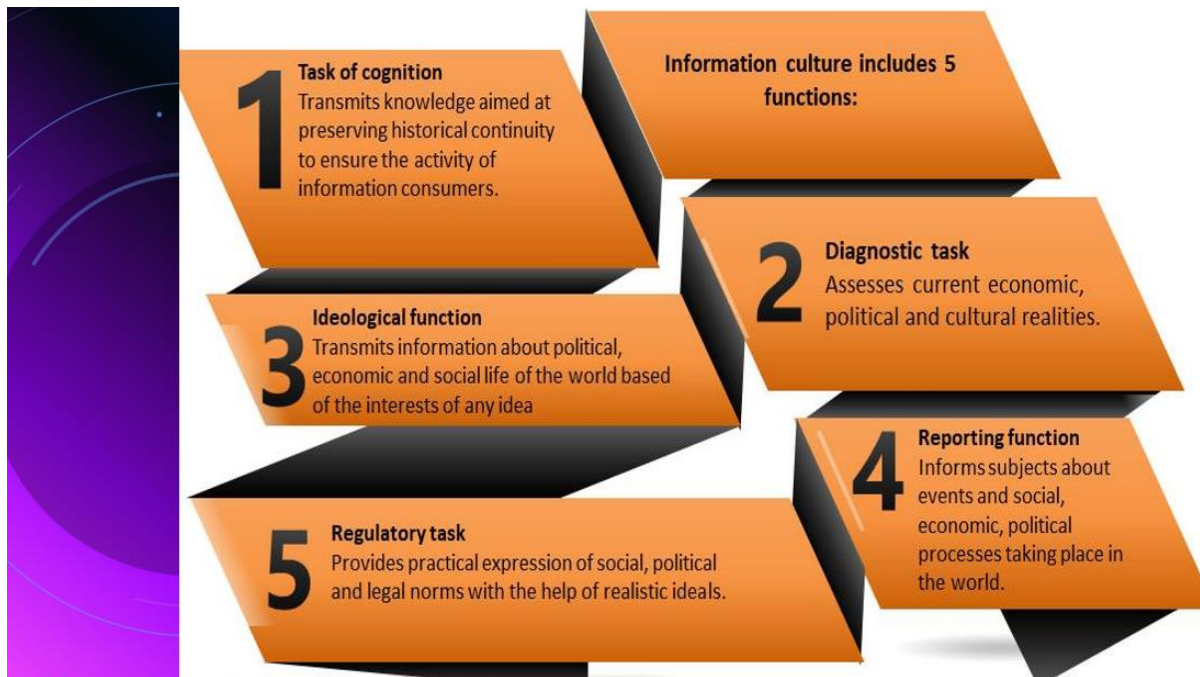 Information culture includes 5
functions:
1
Task of cognition
Transmits knowledge aimed at
preserving historical continuity
to ensure the activity of
information consumers.
2
Diagnostic task
Assesses current economic,
political and cultural realities.
3
Ideological function
Transmits information about political,
economic and social life of the world based
of the interests of any idea
4
Reporting function
Informs subjects about
events and social,
economic, political
processes taking place in
the world.
5
Regulatory task
Provides practical expression of social, political
and legal norms with the help of realistic ideals.